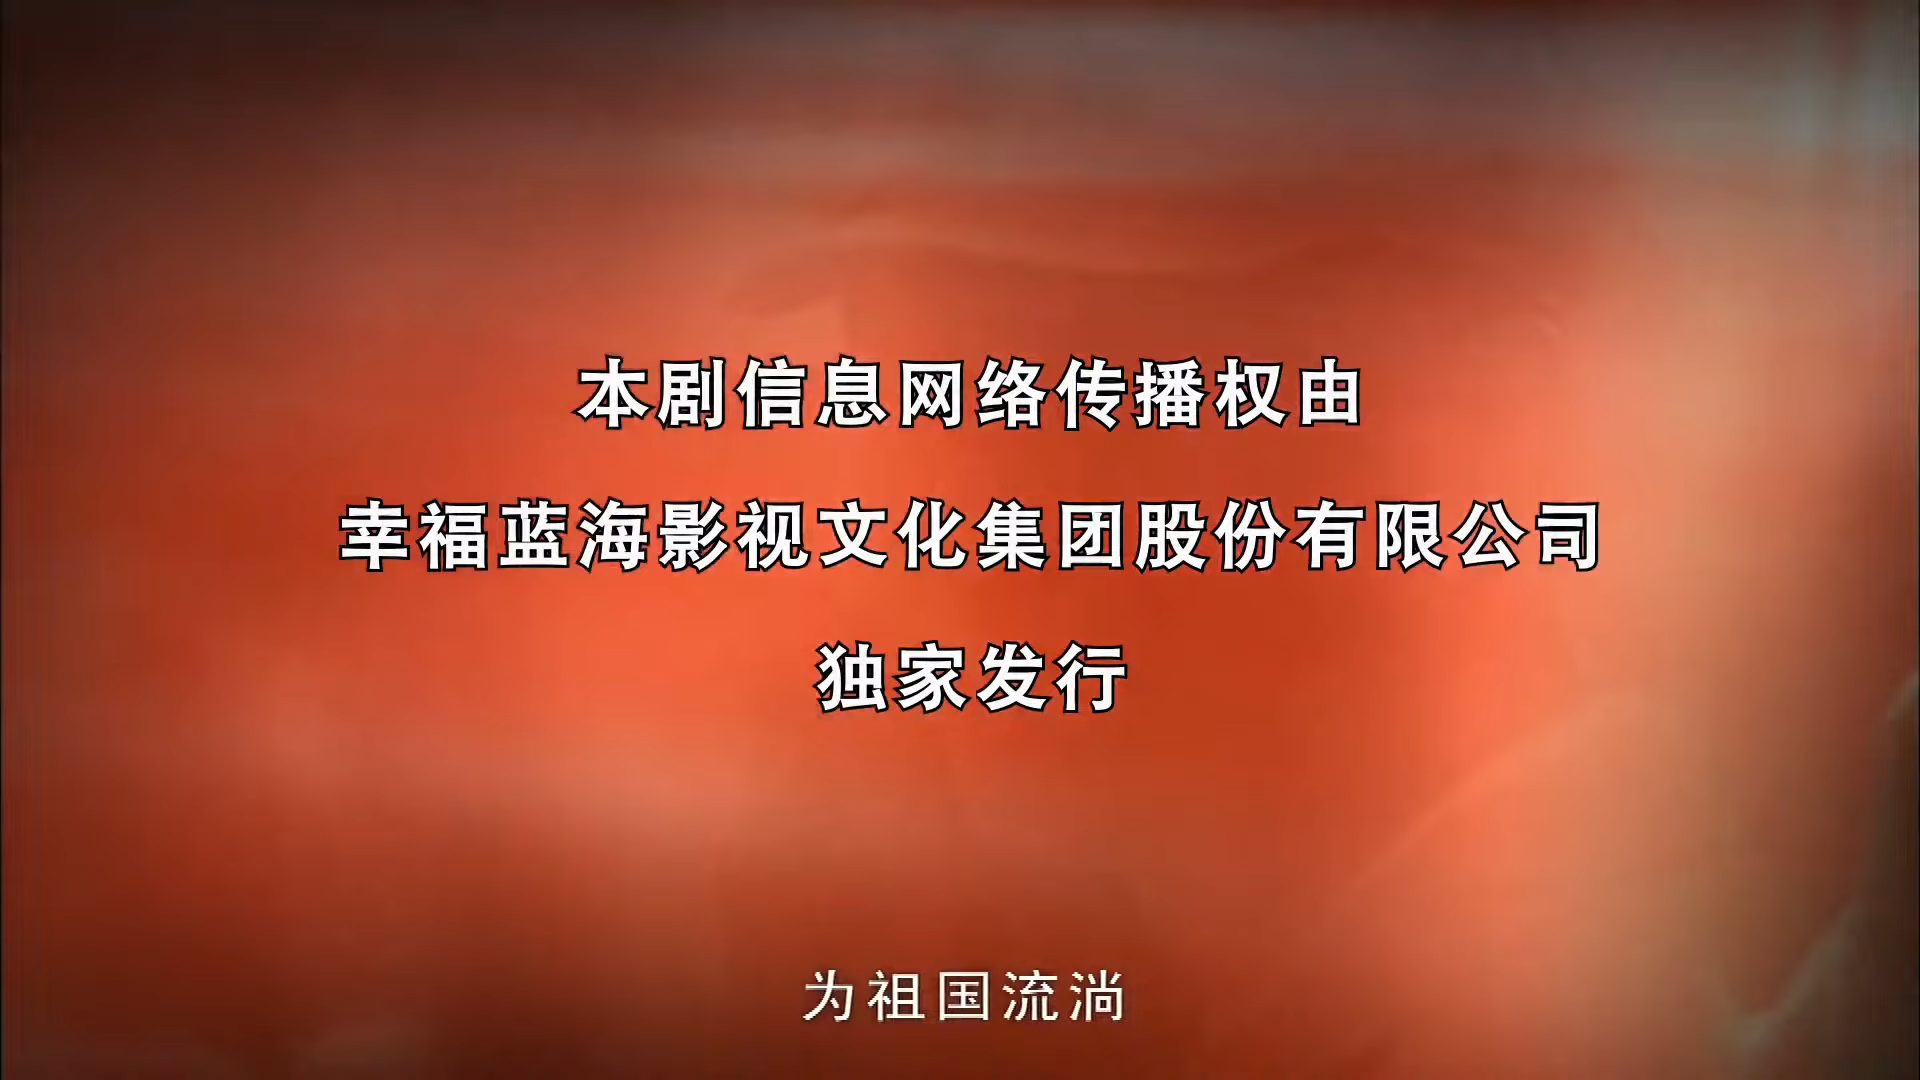 本剧信息网络传播权由
幸福蓝海影视文化集团股份有限公司
独家发行
为祖国流淌